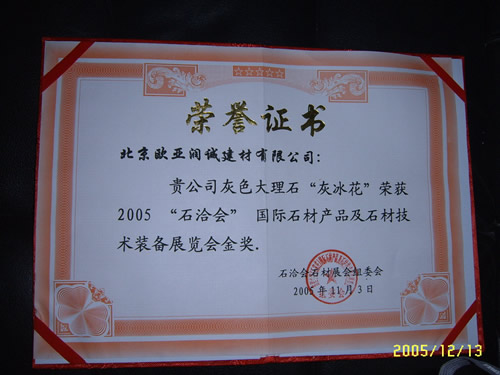 荣誉证书
北京欧亚润诚建材有限公司：
贵公司灰色大理石“灰冰花”荣获
2005 “石洽会” 国际石材产品及石材技
术装备展览会金奖.
石洽会石材展会组委会
2005年11月3日
2005/12/13